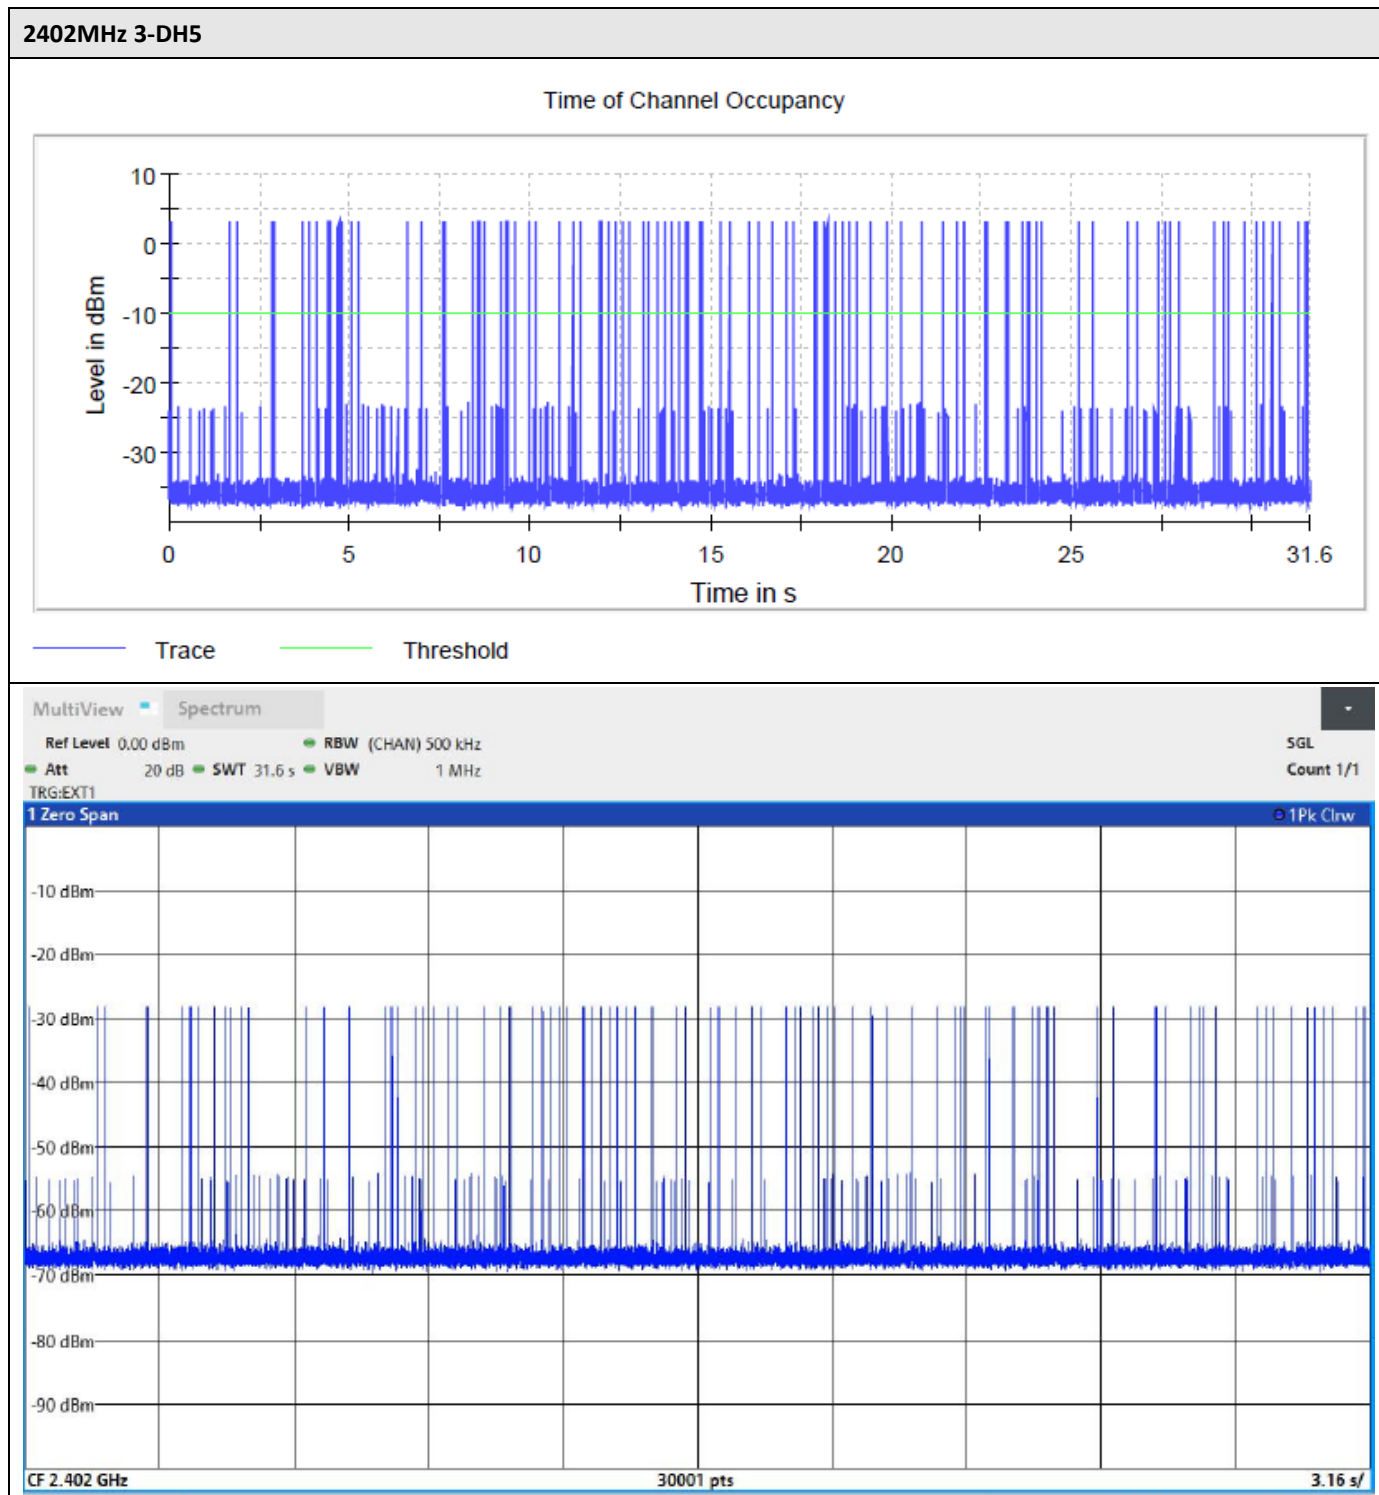 2402MHz 3-DH5
Time of Channel Occupancy
10
0
-10
-20
-30
Level in dBm
0 5 10 15 20 25 31.6
Time in s
Trace Threshold
MultiView Spectrum
Ref Level 0.00 dBm RBW (CHAN) 500 kHz SGL
Att 20 dB SWT 31.6 s VBW 1 MHz Count 1/1
TRG:EXT1
1 Zero Span 1Pk Clrw
-10 dBm
-20 dBm
-30 dBm
-40 dBm
-50 dBm
-60 dBm
-70 dBm
-80 dBm
-90 dBm
CF 2.402 GHz 30001 pts 3.16 s/